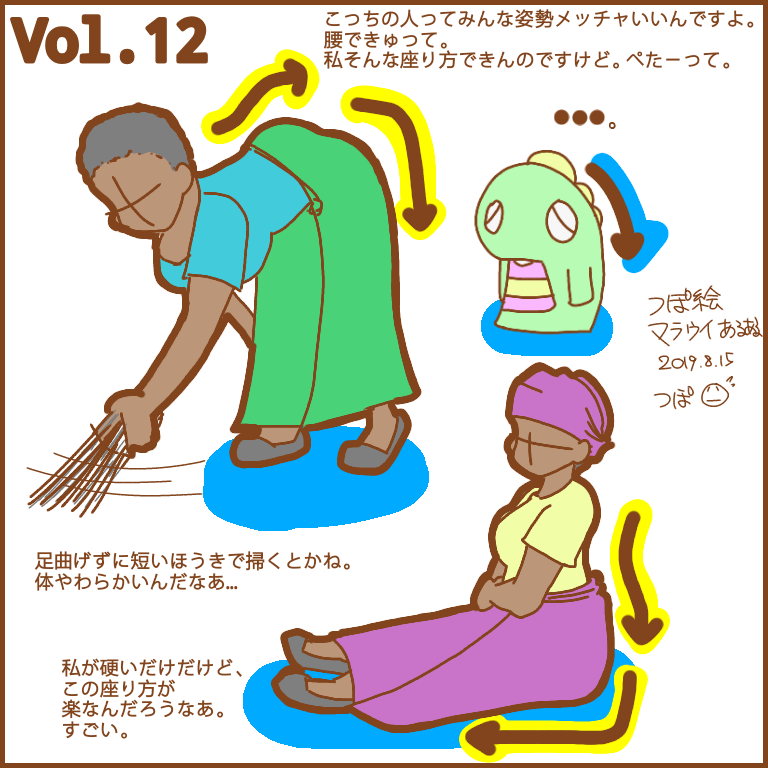 Vol.12
こっちの人ってみんな姿勢メッチャいいんですよ。
腰できゅって。
私そんな座り方できんのですけど。ぺたーって。
●●●。
つぽ絵
マラウイあるある
2019.8.15
つぽ
足曲げずに短いほうきで掃くとかね。
体やわらかいんだなあ…
私が硬いだけだけど、
この座り方が
楽なんだろうなあ。
すごい。